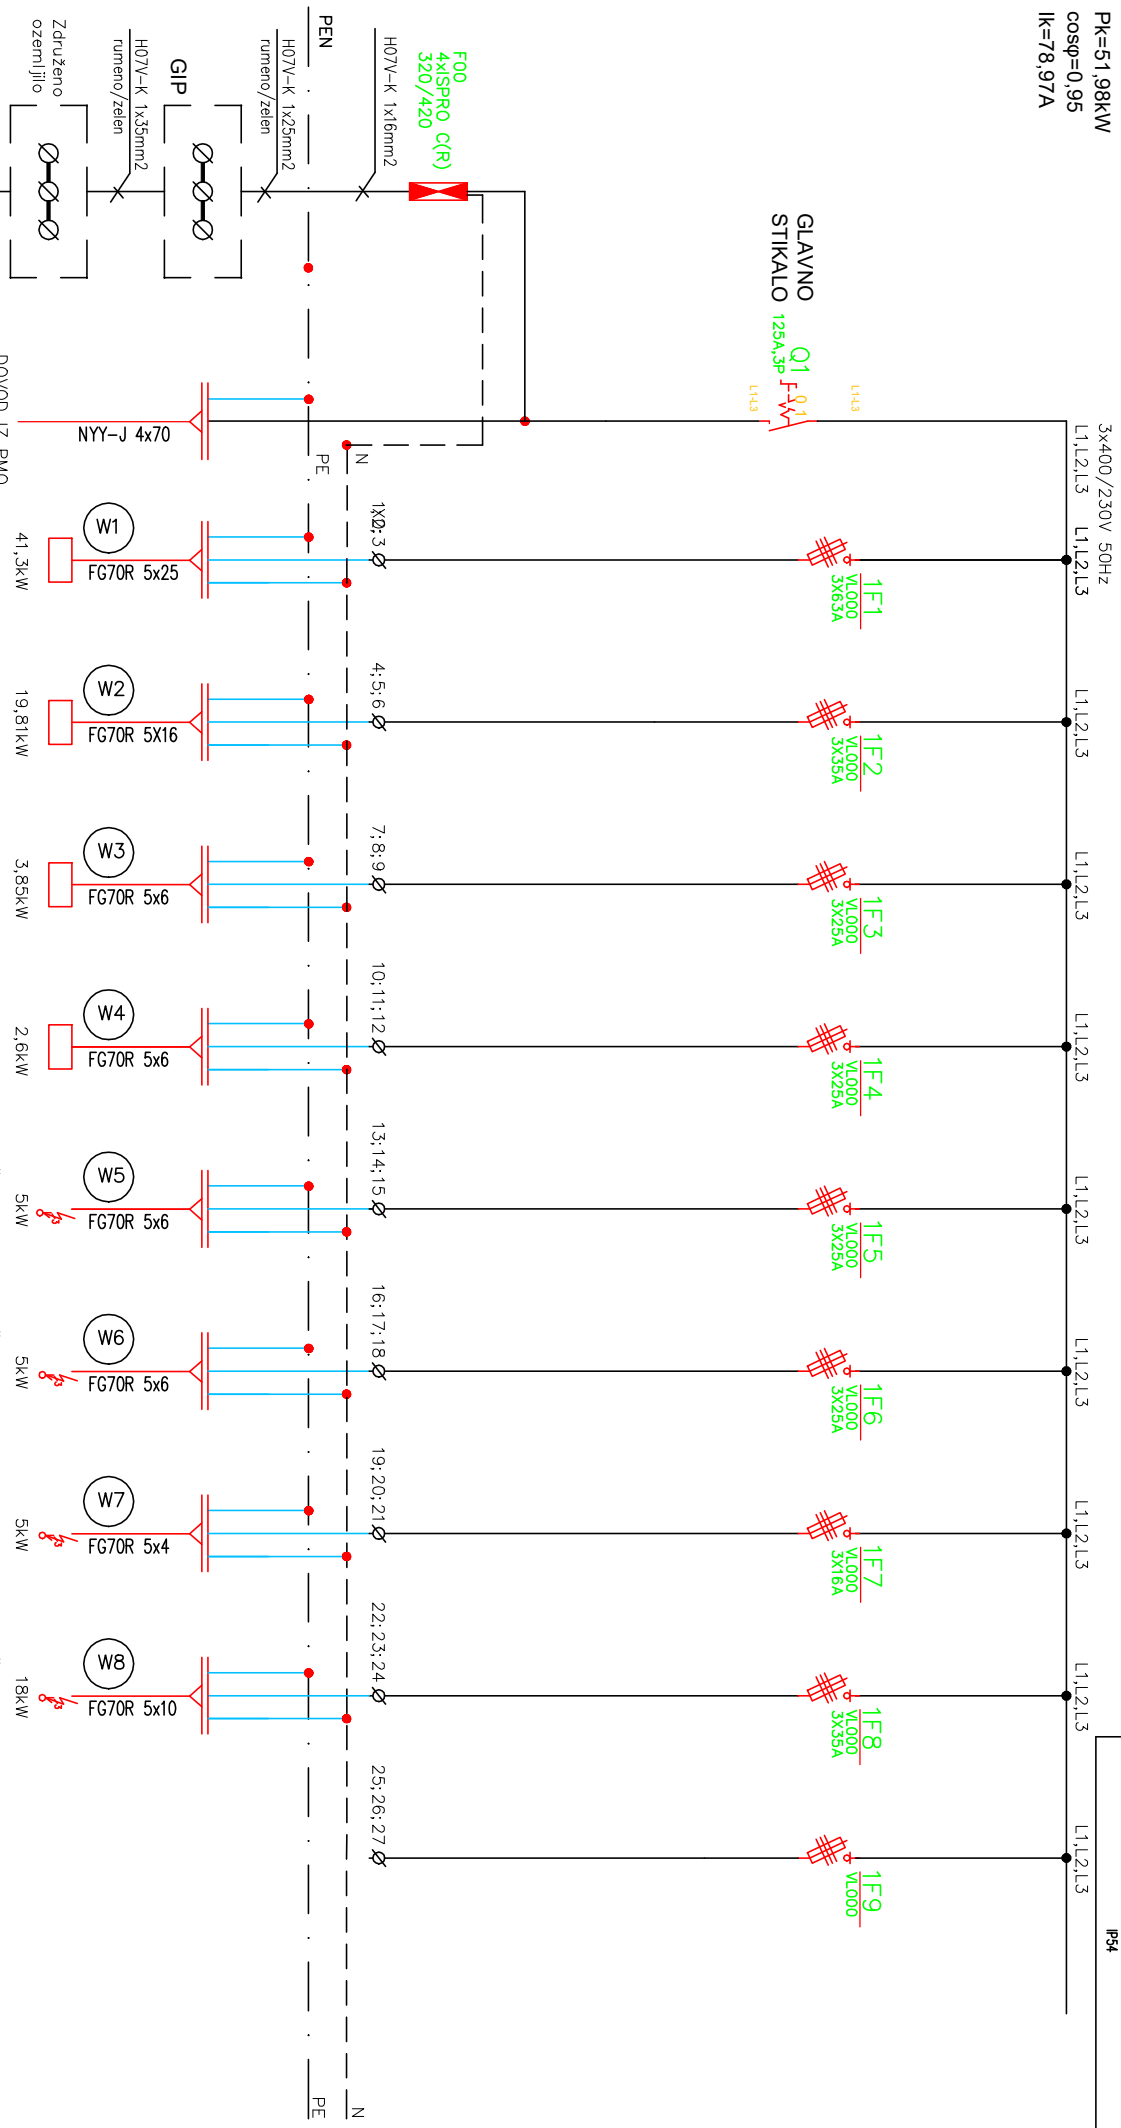 Pk=51,98kW
cosφ=0,95
Ik=78,97A
3x400/230V 50Hz
L1,L2,L3
L1,L2,L3
L1,L2,L3
L1,L2,L3
L1,L2,L3
L1,L2,L3
L1,L2,L3
L1,L2,L3
L1,L2,L3
L1,L2,L3
IP54
GLAVNO
STIKALO
Q1
125A,3P
0 1
L1-L3
L1-L3
1F1
VL000
3X63A
1F2
VL000
3X35A
1F3
VL000
3X25A
1F4
VL000
3X25A
1F5
VL000
3X25A
1F6
VL000
3X25A
1F7
VL000
3X16A
1F8
VL000
3X35A
1F9
VL000
F00
4xISPRO C(R)
320/420
H07V-K 1x16mm2
PEN
H07V-K 1x25mm2
rumeno/zelen
GIP
H07V-K 1x35mm2
rumeno/zelen
Združeno
ozemljilo
N
PE
4;5;6
7;8;9
10;11;12
13;14;15
16;17;18
19;20;21
22;23;24
25;26;27
N
PE
NYY-J 4x70
DOVOD IZ PMO
W1
FG70R 5x25
41,3kW
W2
FG70R 5X16
19,81kW
W3
FG70R 5x6
3,85kW
W4
FG70R 5x6
2,6kW
W5
FG70R 5x6
5kW
W6
FG70R 5x6
5kW
W7
FG70R 5x4
5kW
W8
FG70R 5x10
18kW